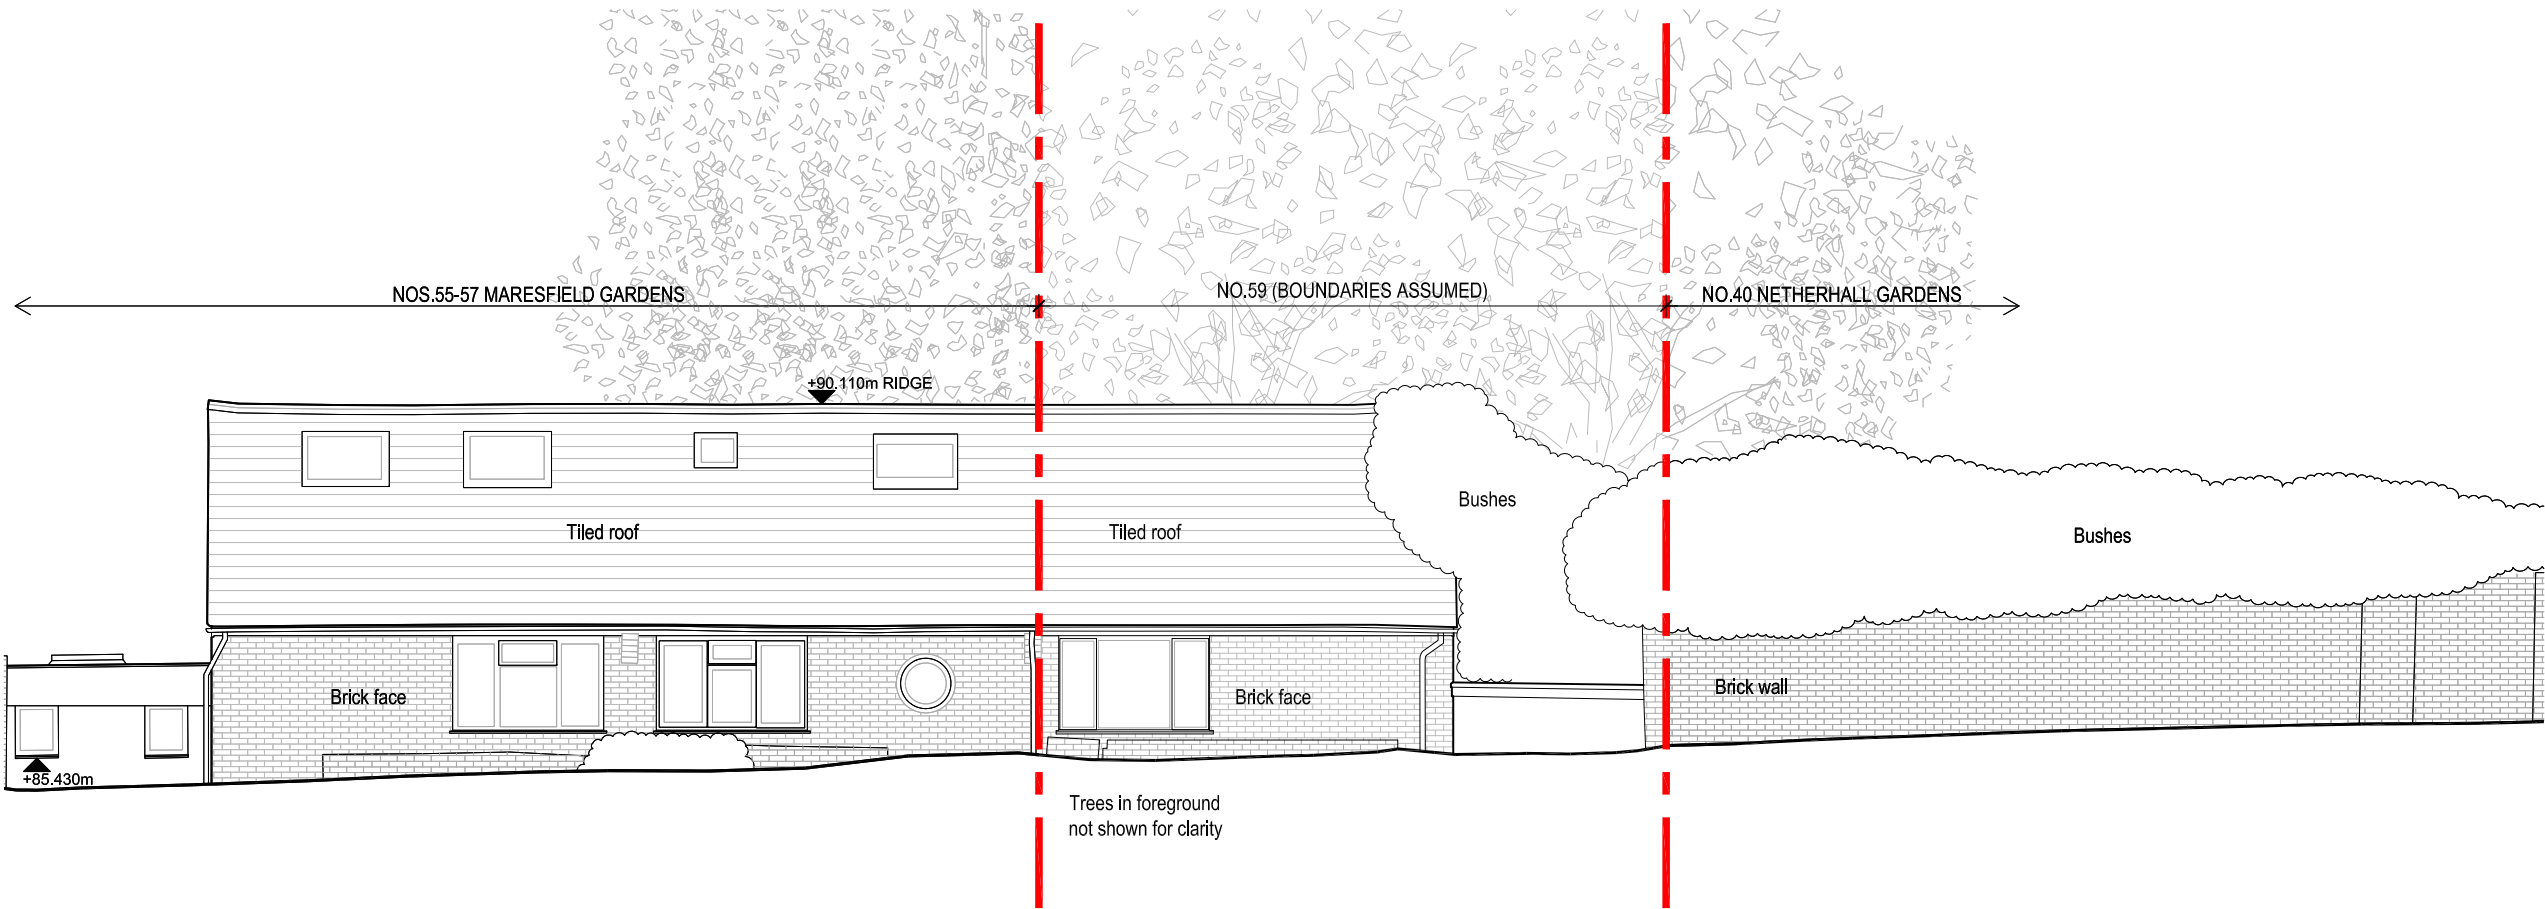 NOS.55-57 MARESFIELD GARDENS
NO.59 (BOUNDARIES ASSUMED)
NO.40 NETHERHALL GARDENS
+90.110m RIDGE
Tiled roof
Tiled roof
Bushes
Bushes
Brick face
Brick face
Brick wall
+85.430m
Trees in foreground
not shown for clarity